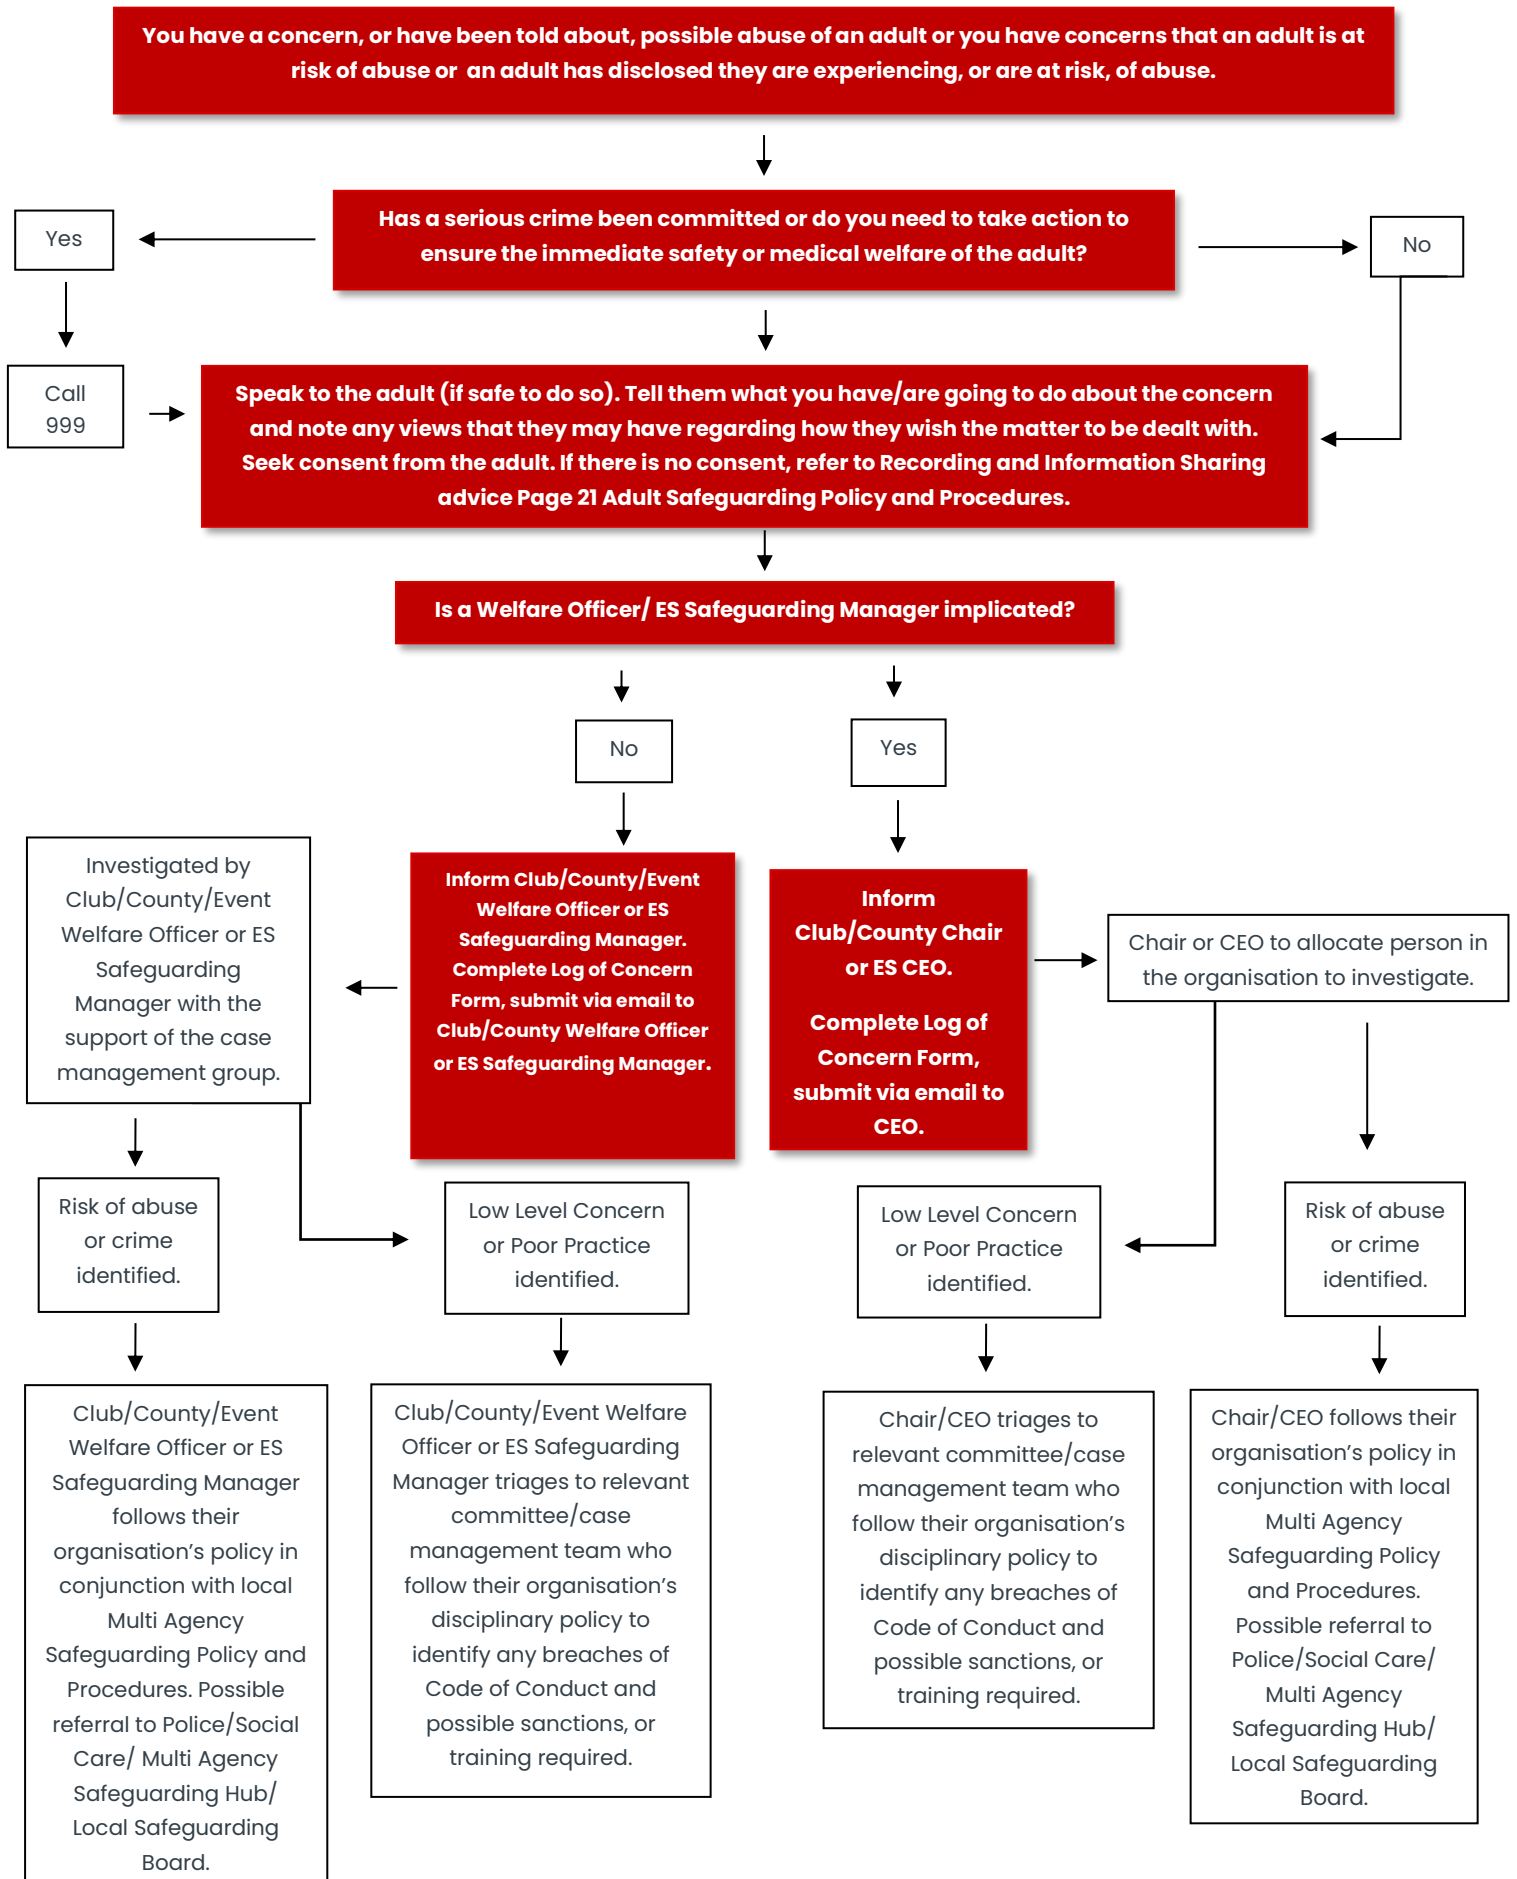 You have a concern, or have been told about, possible abuse of an adult or you have concerns that an adult is at
risk of abuse or  an adult has disclosed they are experiencing, or are at risk, of abuse.
Has a serious crime been committed or do you need to take action to
ensure the immediate safety or medical welfare of the adult?
Yes
No
Call
999
Speak to the adult (if safe to do so). Tell them what you have/are going to do about the concern
and note any views that they may have regarding how they wish the matter to be dealt with.
Seek consent from the adult. If there is no consent, refer to Recording and Information Sharing
advice Page 21 Adult Safeguarding Policy and Procedures.
Is a Welfare Officer/ ES Safeguarding Manager implicated?
No
Yes
Investigated by
Club/County/Event
Welfare Officer or ES
Safeguarding
Manager with the
support of the case
management group.
Inform Club/County/Event
Welfare Officer or ES
Safeguarding Manager.
Complete Log of Concern
Form, submit via email to
Club/County Welfare Officer
or ES Safeguarding Manager.
Inform
Club/County Chair
or ES CEO.
Complete Log of
Concern Form,
submit via email to
CEO.
Chair or CEO to allocate person in
the organisation to investigate.
Risk of abuse
or crime
identified.
Low Level Concern
or Poor Practice
identified.
Low Level Concern
or Poor Practice
identified.
Risk of abuse
or crime
identified.
Club/County/Event
Welfare Officer or ES
Safeguarding Manager
follows their
organisation’s policy in
conjunction with local
Multi Agency
Safeguarding Policy and
Procedures. Possible
referral to Police/Social
Care/ Multi Agency
Safeguarding Hub/
Local Safeguarding
Board.
Club/County/Event Welfare
Officer or ES Safeguarding
Manager triages to relevant
committee/case
management team who
follow their organisation’s
disciplinary policy to
identify any breaches of
Code of Conduct and
possible sanctions, or
training required.
Chair/CEO triages to
relevant committee/case
management team who
follow their organisation’s
disciplinary policy to
identify any breaches of
Code of Conduct and
possible sanctions, or
training required.
Chair/CEO follows their
organisation’s policy in
conjunction with local
Multi Agency
Safeguarding Policy
and Procedures.
Possible referral to
Police/Social Care/
Multi Agency
Safeguarding Hub/
Local Safeguarding
Board.